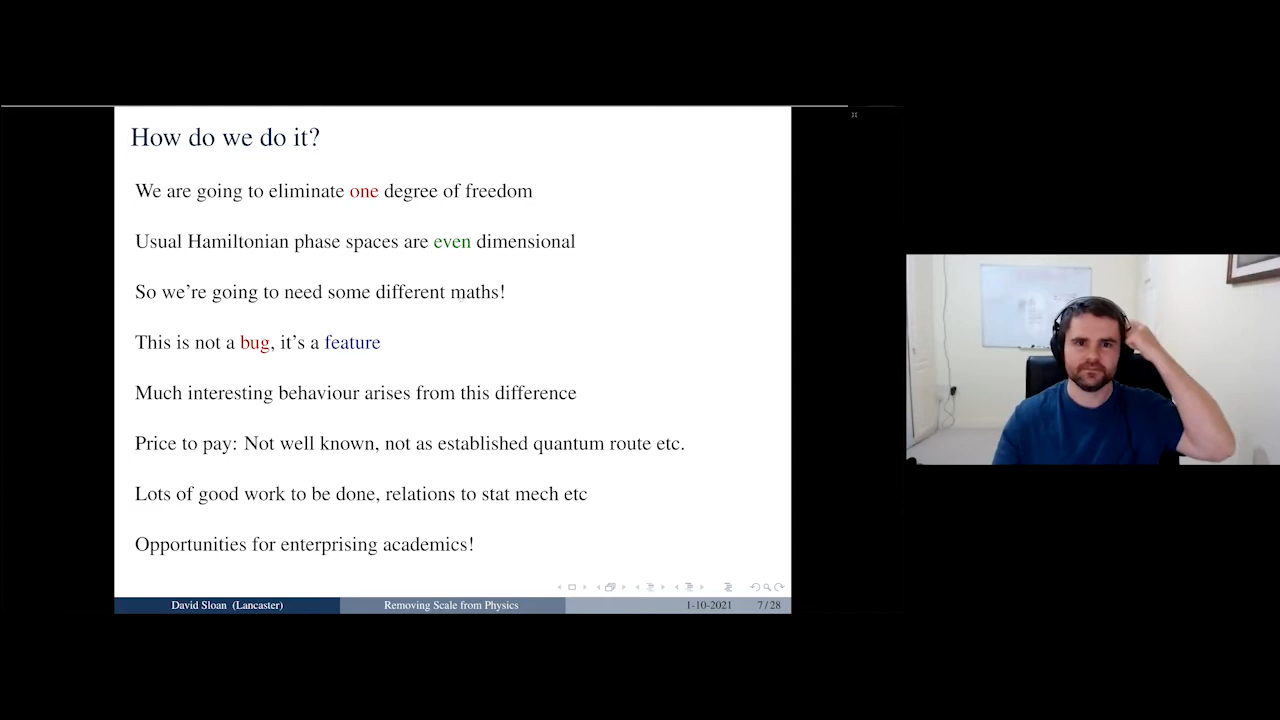 How do we do it?
We are going to eliminate one degree of freedom
Usual Hamiltonian phase spaces are even dimensional
So we're going to need some different maths!
This is not a bug, it's a feature
Much interesting behaviour arises from this difference
Price to pay: Not well known, not as established quantum route etc.
Lots of good work to be done, relations to stat mech etc
Opportunities for enterprising academics!
David Sloan (Lancaster) Removing Scale from Physics 1-10-2021 7 / 28